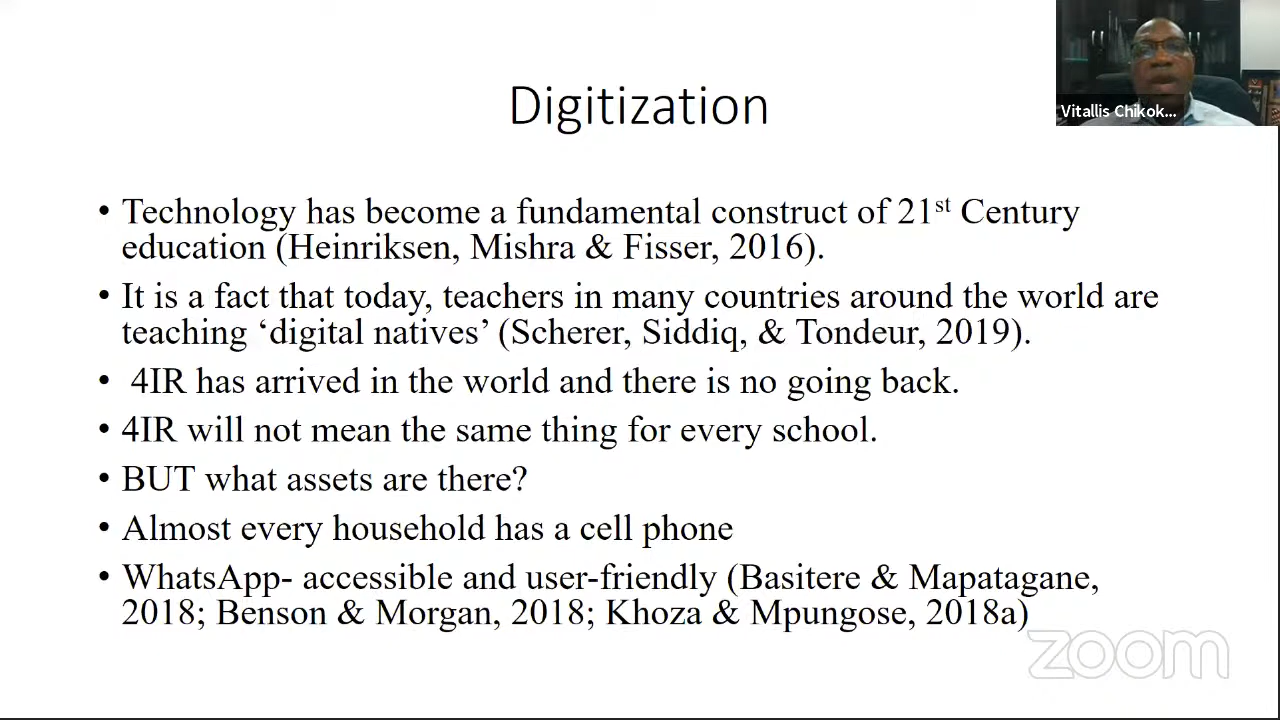 Digitization
Vitallis Chikok...
• Technology has become a fundamental construct of 21st Century
education (Heinriksen, Mishra & Fisser, 2016).
• It is a fact that today, teachers in many countries around the world are
teaching ‘digital natives’ (Scherer, Siddiq, & Tondeur, 2019).
• 4IR has arrived in the world and there is no going back.
• 4IR will not mean the same thing for every school.
• BUT what assets are there?
• Almost every household has a cell phone
• WhatsApp- accessible and user-friendly (Basitere & Mapatagane,
2018; Benson & Morgan, 2018; Khoza & Mpungose, 2018a)
zoom